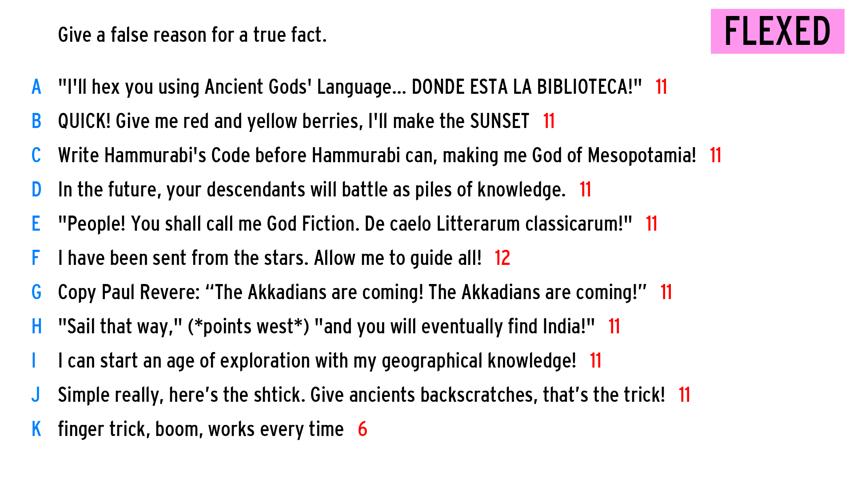 Give a false reason for a true fact.
FLEXED
A "I'll hex you using Ancient Gods' Language... DONDE ESTA LA BIBLIOTECA!" 11
B QUICK! Give me red and yellow berries, I'll make the SUNSET 11
C Write Hammurabi's Code before Hammurabi can, making me God of Mesopotamia! 11
D In the future, your descendants will battle as piles of knowledge. 11
E "People! You shall call me God Fiction. De caelo Litterarum classicarum!" 11
F I have been sent from the stars. Allow me to guide all! 12
G Copy Paul Revere: “The Akkadians are coming! The Akkadians are coming!” 11
H "Sail that way," (*points west*) "and you will eventually find India!" 11
I I can start an age of exploration with my geographical knowledge! 11
J Simple really, here’s the shtick. Give ancients backscratches, that’s the trick! 11
K finger trick, boom, works every time 6